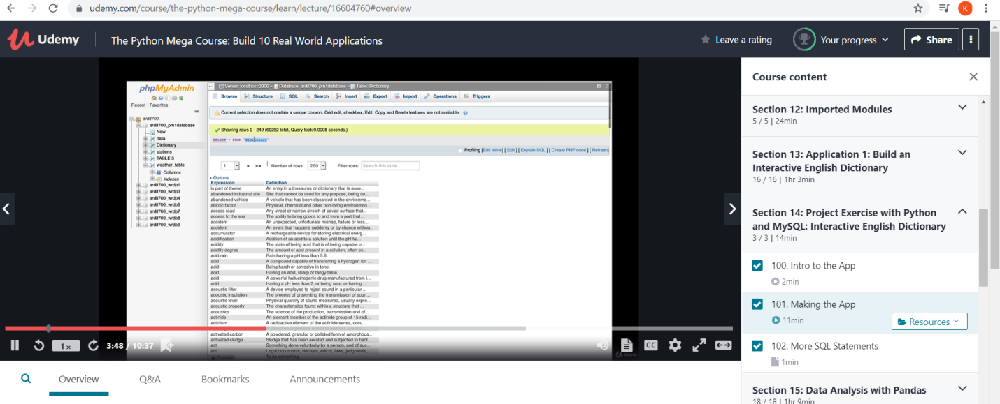 udemy.com/course/the-python-mega-course/learn/lecture/16604760#overview
K
Udemy
The Python Mega Course: Build 10 Real World Applications
Leave a rating
Your progress
Share
phpMyAdmin
Recent Favorites
ardit700
ardit700_pm1database
New
data
Dictionary
stations
TABLE 3
weather_table
Columns
Indexes
ardit700_wrdp1
ardit700_wrdp3
ardit700_wrdp4
ardit700_wrdp6
ardit700_wrdp7
ardit700_wrdp8
ardit700_wrdp9
Server: localhost:3306 » Database: ardit700_pm1database » Table: Dictionary
Browse Structure SQL Search Insert Export Import Operations Triggers
Current selection does not contain a unique column. Grid edit, checkbox, Edit, Copy and Delete features are not available.
Showing rows 0 - 249 (60252 total, Query took 0.0008 seconds.)
SELECT * FROM `Dictionary`
Profiling [Edit inline] [ Edit ] [ Explain SQL ] [ Create PHP code ] [ Refresh]
1 > >> Number of rows: 250 Filter rows: Search this table
+ Options
Expression Definition
is part of theme An entry in a thesaurus or dictionary that is asso...
abandoned industrial site Site that cannot be used for any purpose, being co...
abandoned vehicle A vehicle that has been discarded in the environme...
abiotic factor Physical, chemical and other non-living environmen...
access road Any street or narrow stretch of paved surface that...
access to the sea The ability to bring goods to and from a port that...
accident An unexpected, unfortunate mishap, failure or loss...
accident An event that happens suddenly or by chance withou...
accumulator A rechargeable device for storing electrical energ...
acidification Addition of an acid to a solution until the pH fal...
acidity The state of being acid that is of being capable o...
acidity degree The amount of acid present in a solution, often ex...
acid rain Rain having a pH less than 5.6.
acid A compound capable of transferring a hydrogen ion ...
acid Being harsh or corrosive in tone.
acid Having an acid, sharp or tangy taste.
acid A powerful hallucinogenic drug manufactured from l...
acid Having a pH less than 7, or being sour, or having ...
acoustic filter A device employed to reject sound in a particular ...
acoustic insulation The process of preventing the transmission of soun...
acoustic level Physical quantity of sound measured, usually expre...
acoustic property The characteristics found within a structure that ...
acoustics The science of the production, transmission and ef...
actinide An element member of the actinide group of 15 radi...
actinium A radioactive element of the actinide series, occu...
activated carbon A powdered, granular or pelleted form of amorphous...
activated sludge Sludge that has been aerated and subjected to bact...
act Something done voluntarily by a person, and of suc...
act Legal documents, decrees, edicts, laws, judgments,...
To do something.
Console
1x
3:48 / 10:37
CC
Udemy
Overview
Q&A
Bookmarks
Announcements
Course content
Section 12: Imported Modules
5 / 5 | 24min
Section 13: Application 1: Build an
Interactive English Dictionary
16 / 16 | 1hr 3min
Section 14: Project Exercise with Python
and MySQL: Interactive English Dictionary
3 / 3 | 14min
100. Intro to the App
2min
101. Making the App
11min
Resources
102. More SQL Statements
1min
Section 15: Data Analysis with Pandas
18 / 18 | 1hr 9min